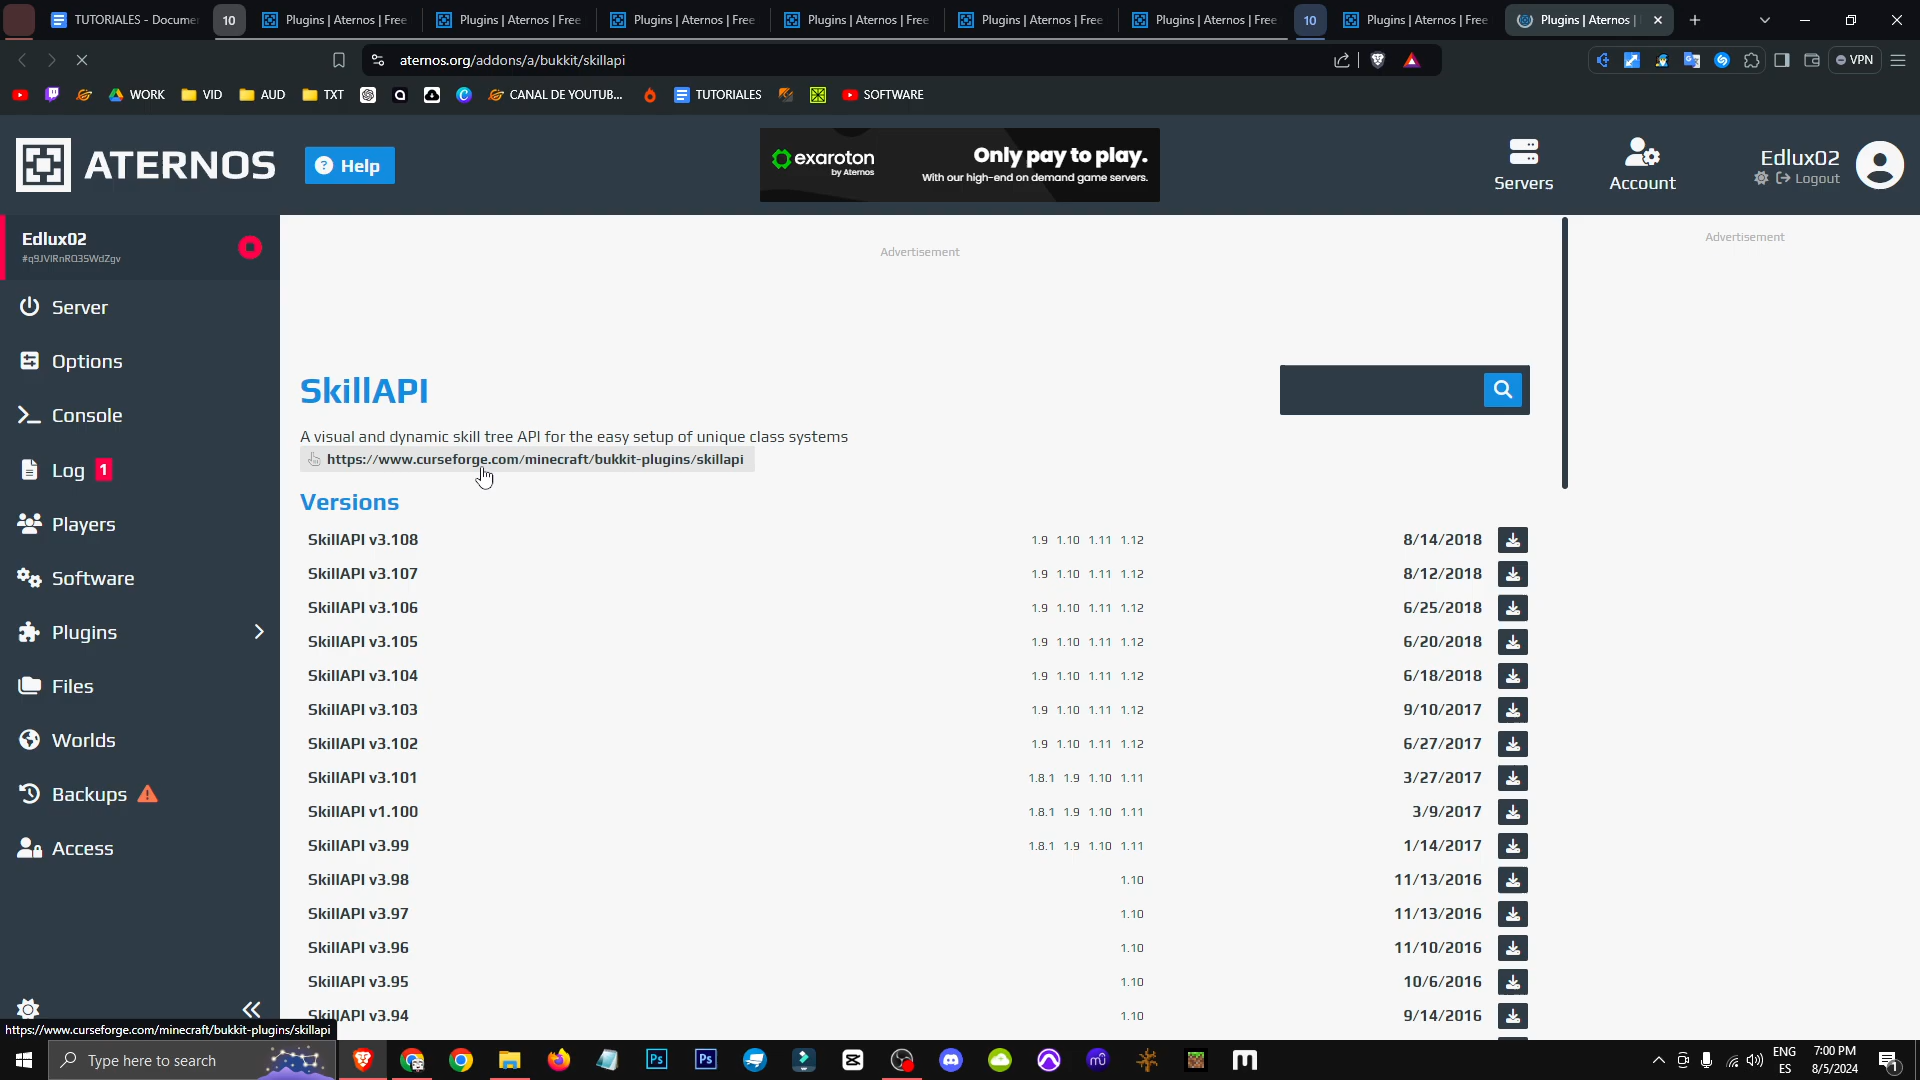 TUTORIALES - Docume
10
Plugins | Aternos | Free
Plugins | Aternos | Free
Plugins | Aternos | Free
Plugins | Aternos | Free
Plugins | Aternos | Free
Plugins | Aternos | Free
10
Plugins | Aternos | Free
Plugins | Aternos |
aternos.org/addons/a/bukkit/skillapi
VPN
WORK
VID
AUD
TXT
CANAL DE YOUTUB...
TUTORIALES
SOFTWARE
ATERNOS
? Help
exaroton
by Aternos
Only pay to play.
With our high-end on demand game servers.
Servers
Account
Edlux02
Logout
Edlux02
Advertisement
Advertisement
Server
Options
Console
Log 1
Players
Software
Plugins
Files
Worlds
Backups
Access
SkillAPI
A visual and dynamic skill tree API for the easy setup of unique class systems
https://www.curseforge.com/minecraft/bukkit-plugins/skillapi
Versions
SkillAPI v3.108 1.9 1.10 1.11 1.12 8/14/2018
SkillAPI v3.107 1.9 1.10 1.11 1.12 8/12/2018
SkillAPI v3.106 1.9 1.10 1.11 1.12 6/25/2018
SkillAPI v3.105 1.9 1.10 1.11 1.12 6/20/2018
SkillAPI v3.104 1.9 1.10 1.11 1.12 6/18/2018
SkillAPI v3.103 1.9 1.10 1.11 1.12 9/10/2017
SkillAPI v3.102 1.9 1.10 1.11 1.12 6/27/2017
SkillAPI v3.101 1.8.1 1.9 1.10 1.11 3/27/2017
SkillAPI v1.100 1.8.1 1.9 1.10 1.11 3/9/2017
SkillAPI v3.99 1.8.1 1.9 1.10 1.11 1/14/2017
SkillAPI v3.98 1.10 11/13/2016
SkillAPI v3.97 1.10 11/13/2016
SkillAPI v3.96 1.10 11/10/2016
SkillAPI v3.95 1.10 10/6/2016
SkillAPI v3.94 1.10 9/14/2016
https://www.curseforge.com/minecraft/bukkit-plugins/skillapi
Type here to search
Ps
Ps
ENG
ES
7:00 PM
8/5/2024
1